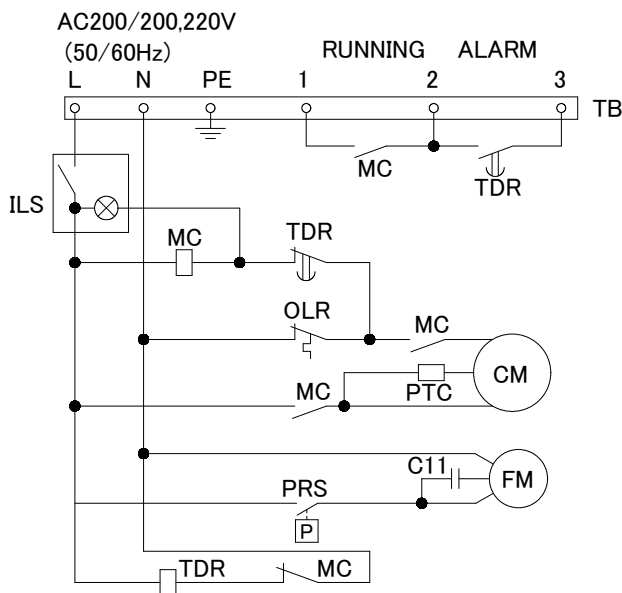 AC200/200,220V
(50/60Hz)
RUNNING ALARM
L N PE 1 2 3
TB
MC
TDR
ILS
MC
TDR
OLR
MC
CM
PTC
MC
C11
FM
PRS
P
TDR
MC